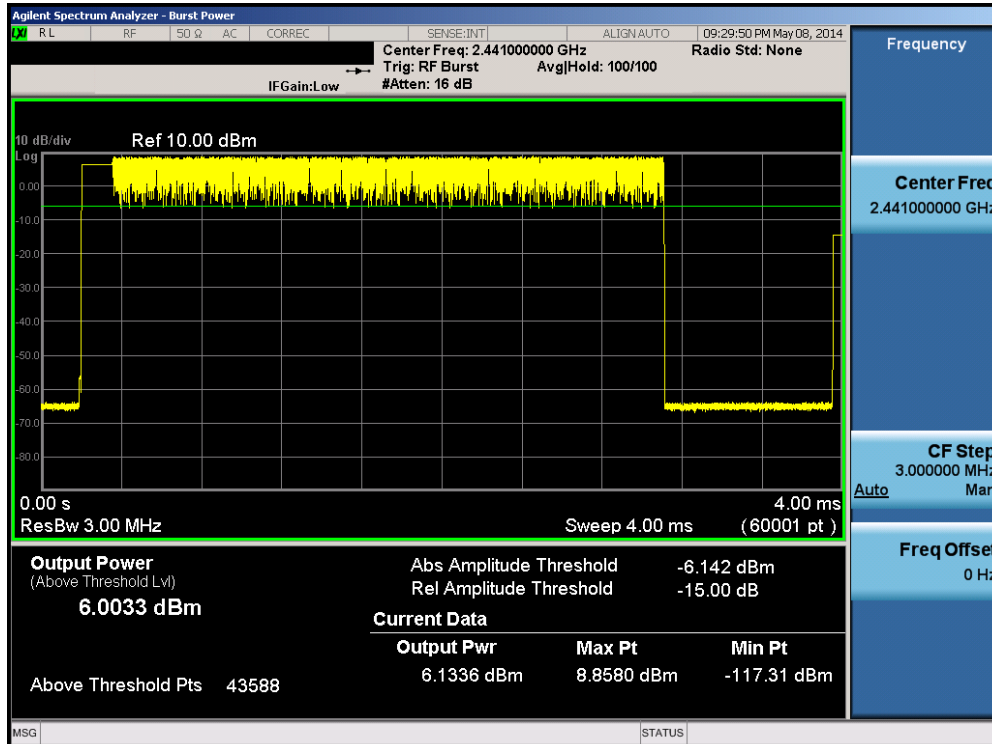 Agilent Spectrum Analyzer - Burst Power
LXI RL RF 50 Ω AC CORREC SENSE:INT ALIGN AUTO 09:29:50 PM May 08, 2014
Center Freq: 2.441000000 GHz Radio Std: None
Trig: RF Burst Avg|Hold: 100/100
IFGain:Low #Atten: 16 dB
10 dB/div Ref 10.00 dBm
Log
0.00
-10.0
-20.0
-30.0
-40.0
-50.0
-60.0
-70.0
-80.0
0.00 s 4.00 ms
ResBw 3.00 MHz Sweep 4.00 ms (60001 pt)
Output Power
(Above Threshold Lvl)
6.0033 dBm
Above Threshold Pts 43588
Abs Amplitude Threshold -6.142 dBm
Rel Amplitude Threshold -15.00 dB
Current Data
Output Pwr Max Pt Min Pt
6.1336 dBm 8.8580 dBm -117.31 dBm
MSG STATUS
Frequency
Center Freq
2.441000000 GHz
CF Step
3.000000 MHz
Auto Man
Freq Offset
0 Hz